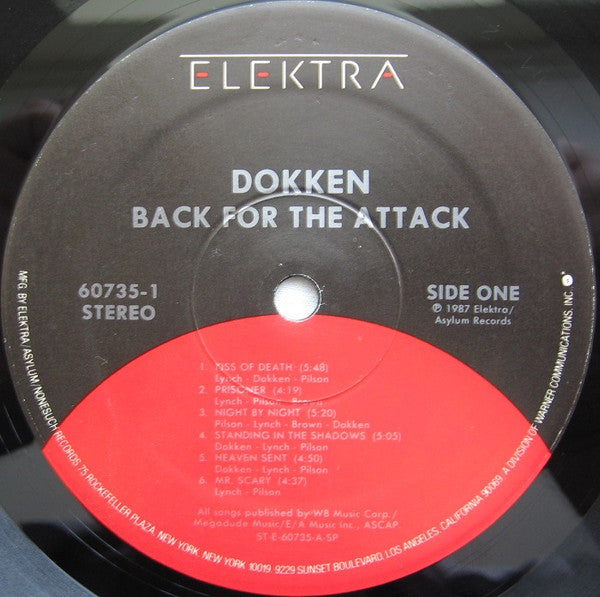 ELEKTRA
DOKKEN
BACK FOR THE ATTACK
60735-1
STEREO
SIDE ONE
℗ 1987 Elektra/
Asylum Records
1. KISS OF DEATH (5:48)
Lynch - Dokken - Pilson
2. PRISONER (4:19)
Lynch - Pilson - Brown
3. NIGHT BY NIGHT (5:20)
Pilson - Lynch - Brown - Dokken
4. STANDING IN THE SHADOWS (5:05)
Dokken - Lynch - Pilson
5. HEAVEN SENT (4:50)
Dokken - Lynch - Pilson
6. MR. SCARY (4:37)
Lynch - Pilson
All songs published by WB Music Corp./
Megadude Music/E/A Music Inc., ASCAP
ST-E-60735-A-SP
MFG. BY ELEKTRA/ASYLUM/NONESUCH RECORDS 75 ROCKEFELLER PLAZA, NEW YORK, NEW YORK 10019 9229 SUNSET BOULEVARD, LOS ANGELES, CALIFORNIA 90069. A DIVISION OF WARNER COMMUNICATIONS, INC.